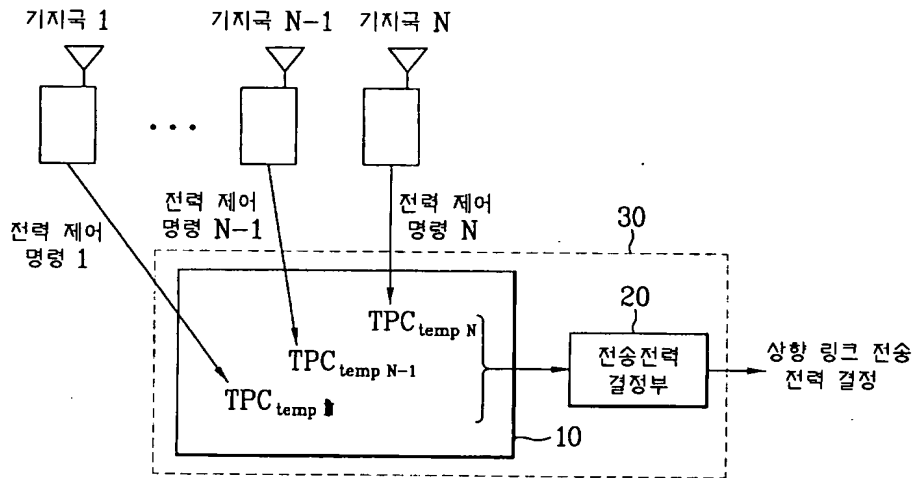 기지국 1
기지국 N-1
기지국 N
전력 제어
명령 1
전력 제어
명령 N-1
전력 제어
명령 N
30
TPC temp N
TPC temp N-1
TPC temp
10
20
전송전력
결정부
상향 링크 전송
전력 결정